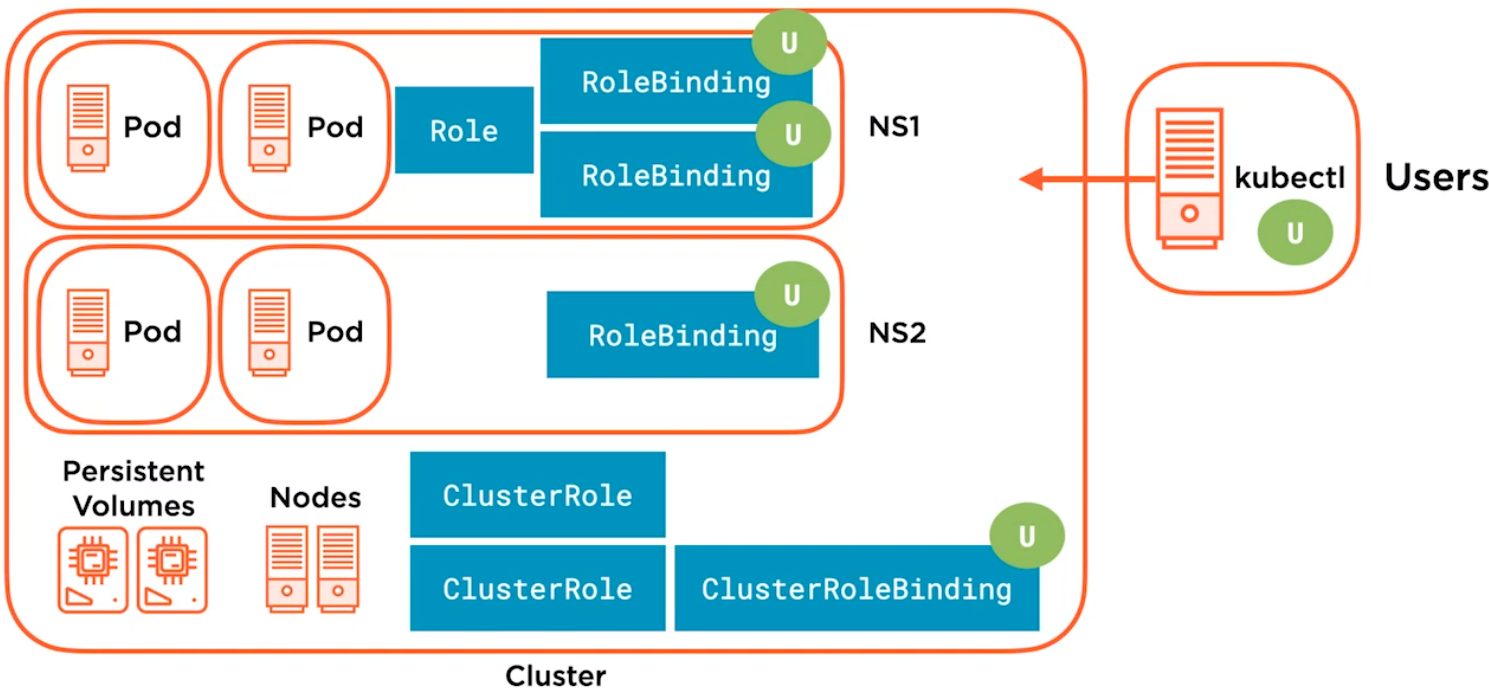 U
RoleBinding
Pod
Pod
Role
NS1
U
RoleBinding
kubectl
Users
U
U
Pod
Pod
RoleBinding
NS2
Persistent
Volumes
Nodes
ClusterRole
U
ClusterRole
ClusterRoleBinding
Cluster